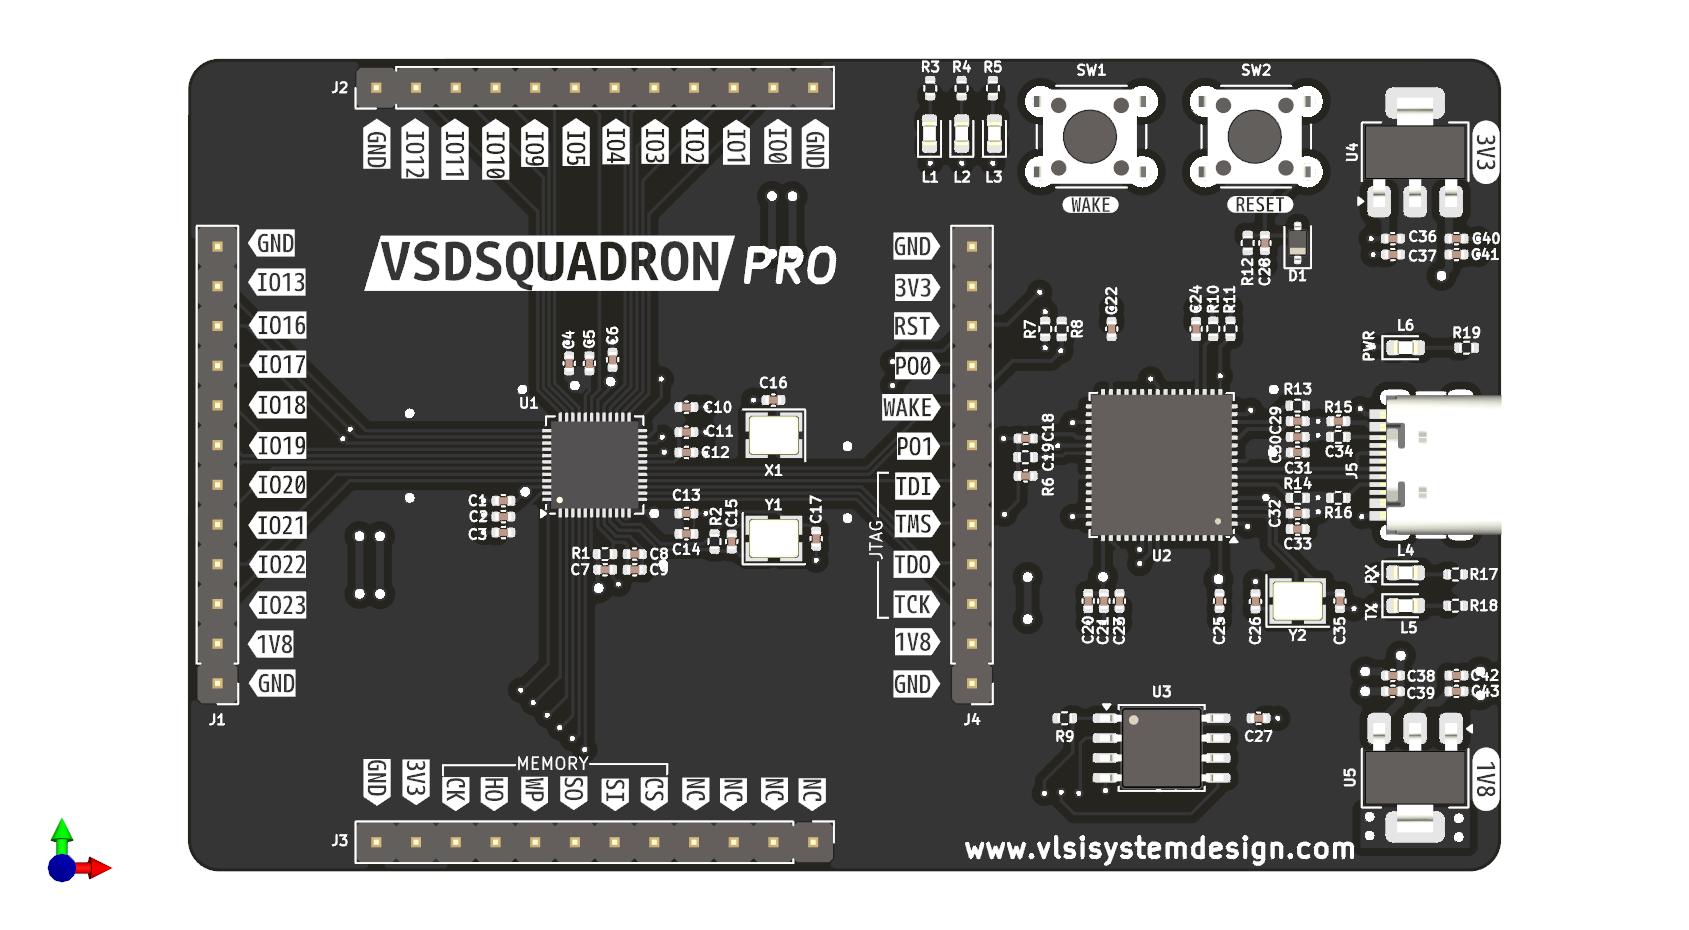 J2
GND
IO12
IO11
IO10
IO9
IO5
IO4
IO3
IO2
IO1
IO0
GND
R3 R4 R5
L1 L2 L3
SW1
WAKE
SW2
RESET
U4
3V3
C36
C37
C40
C41
R12
C28
D1
VSDSQUADRON PRO
GND
IO13
IO16
IO17
IO18
IO19
IO20
IO21
IO22
IO23
1V8
GND
J1
C4
C5
C6
U1
C10
C11
C12
C16
X1
C1
C2
C3
C13
C14
R2
C15
Y1
C17
R1
C7
C8
C9
GND
3V3
RST
PO0
WAKE
PO1
TDI
TMS
TDO
TCK
1V8
GND
JTAG
J4
R7
R8
C22
C24
R10
R11
PWR
L6
R19
C18
C19
R6
U2
R13
C29
C30
C31
R15
C34
R14
C32
C33
R16
J5
L4
RX
R17
TX
L5
R18
C20
C21
C23
C25
C26
Y2
C35
C38
C39
C42
C43
U3
R9
C27
U5
1V8
MEMORY
GND
3V3
CK
HO
WP
SO
SI
CS
NC
NC
NC
NC
J3
www.vlsisystemdesign.com